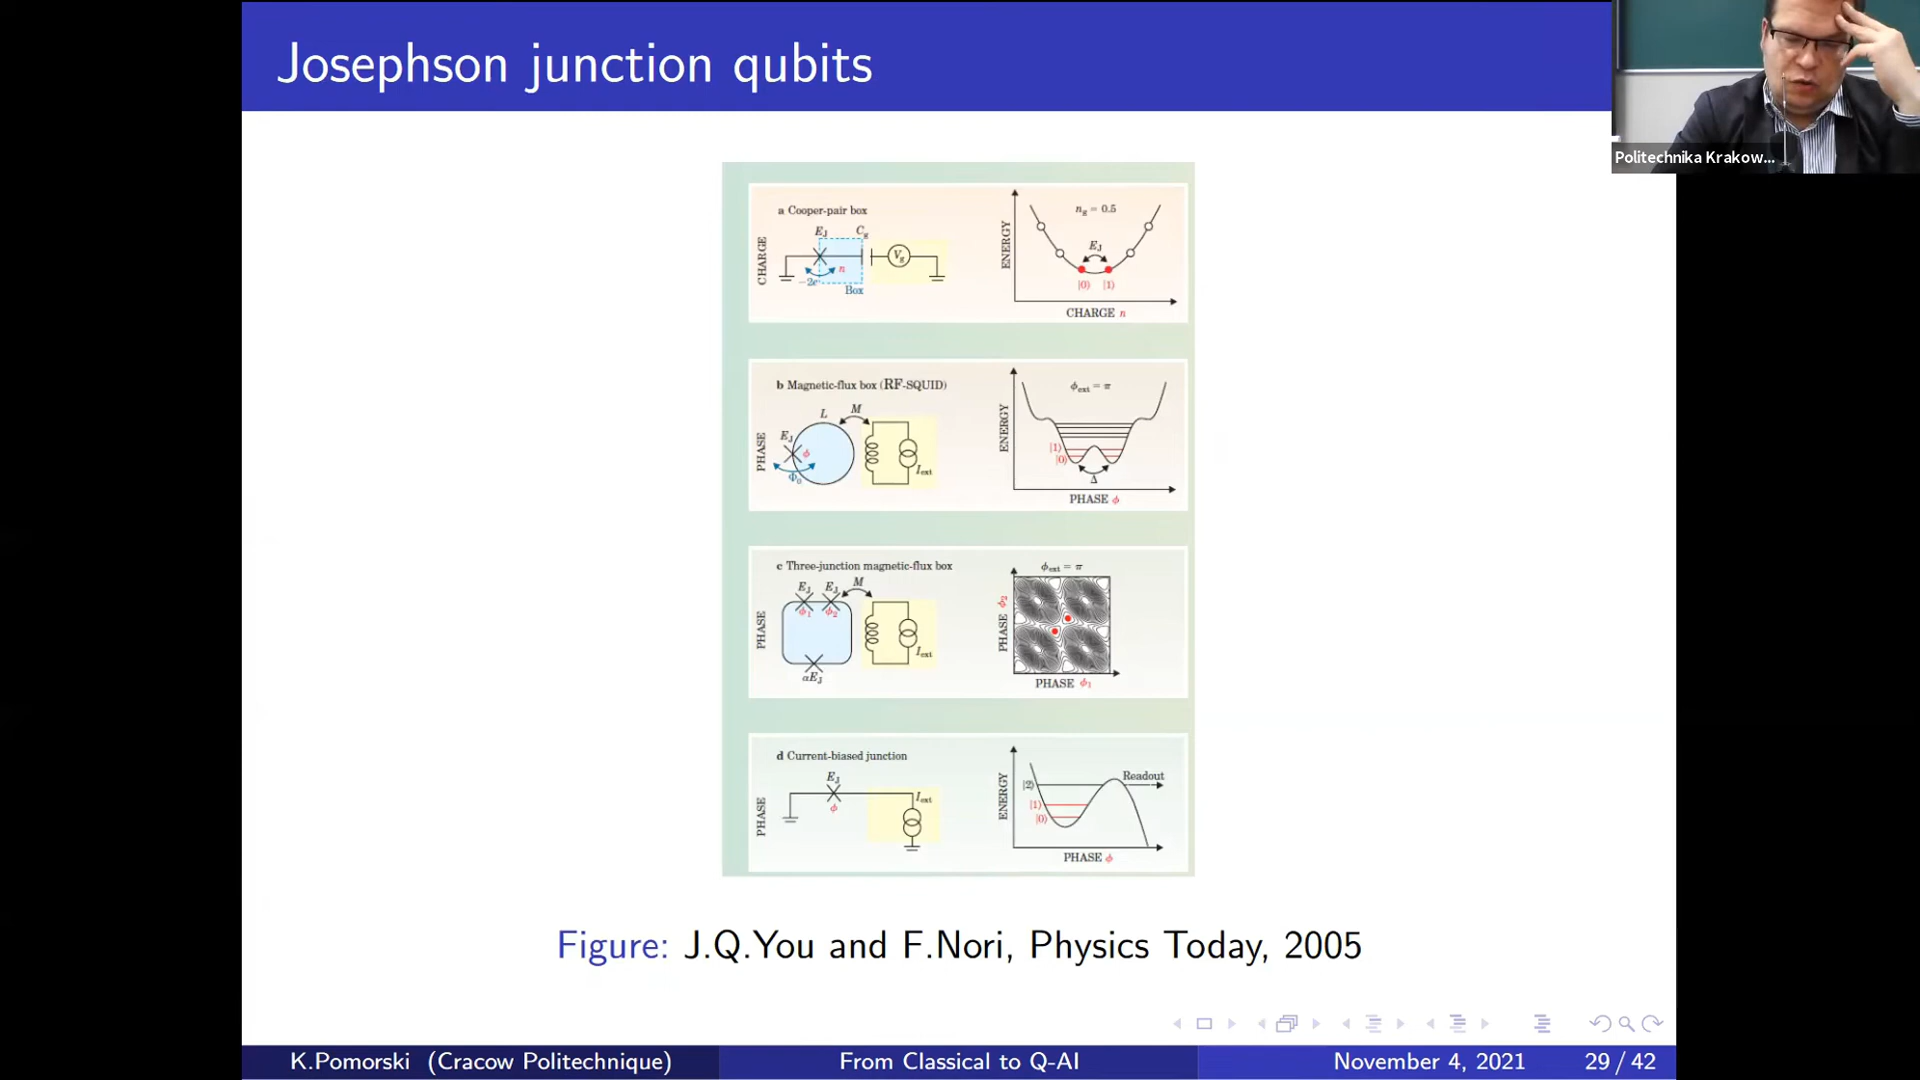 Josephson junction qubits
Politechnika Krakow...
a Cooper-pair box
CHARGE
E_J
C_g
V_g
n
−2e
Box
ENERGY
n_g = 0.5
E_J
|0⟩ |1⟩
CHARGE n
b Magnetic-flux box (RF-SQUID)
PHASE
L
M
E_J
ϕ
Φ_0
I_ext
ENERGY
ϕ_ext = π
|1⟩
|0⟩
Δ
PHASE ϕ
c Three-junction magnetic-flux box
PHASE
E_J E_J M
ϕ_1 ϕ_2
I_ext
αE_J
PHASE ϕ_2
ϕ_ext = π
PHASE ϕ_1
d Current-biased junction
PHASE
E_J
ϕ
I_ext
ENERGY
Readout
|2⟩
|1⟩
|0⟩
PHASE ϕ
Figure: J.Q.You and F.Nori, Physics Today, 2005
K.Pomorski (Cracow Politechnique)
From Classical to Q-AI
November 4, 2021
29 / 42